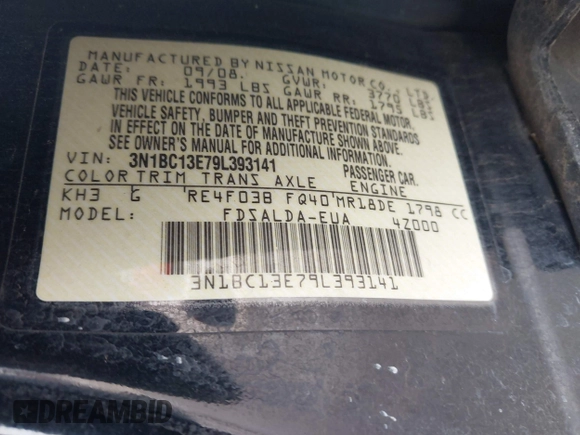 MANUFACTURED BY NISSAN MOTOR CO., LTD.
DATE: 09/08. GVWR: 3770 LBS
GAWR FR: 1993 LBS GAWR RR: 1795 LBS
THIS VEHICLE CONFORMS TO ALL APPLICABLE FEDERAL MOTOR
VEHICLE SAFETY, BUMPER AND THEFT PREVENTION STANDARDS
IN EFFECT ON THE DATE OF MANUFACTURE SHOWN ABOVE.
SEE OWNER'S MANUAL FOR ADDITIONAL INFORMATION.
VIN: 3N1BC13E79L393141 PASSENGER CAR.
COLOR TRIM TRANS AXLE ENGINE
KH3 G RE4F03B FQ40 MR18DE 1798 CC
MODEL: FDSALDA-EUA 4Z000
3N1BC13E79L393141
DREAMBID